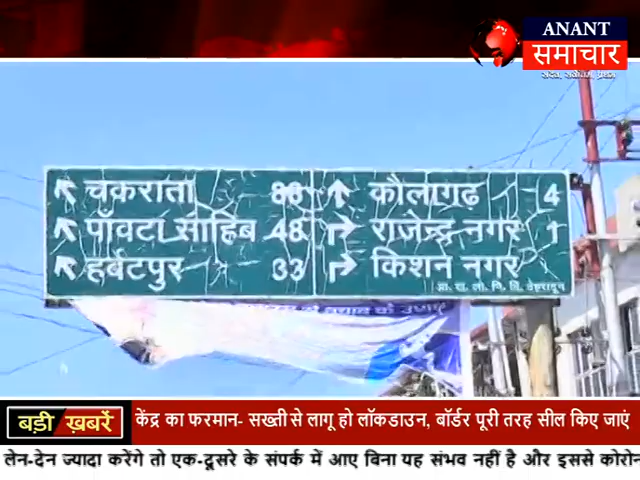 ANANT
समाचार
चकराता
पाँवटा साहिब 48
हर्बटपुर 33
कौलागढ़ 4
राजेन्द्र नगर 1
किशन नगर
बड़ी ख़बरें
केंद्र का फरमान- सख्ती से लागू हो लॉकडाउन, बॉर्डर पूरी तरह सील किए जाएं
लेन-देन ज्यादा करेंगे तो एक-दूसरे के संपर्क में आए बिना यह संभव नहीं है और इससे कोरोन